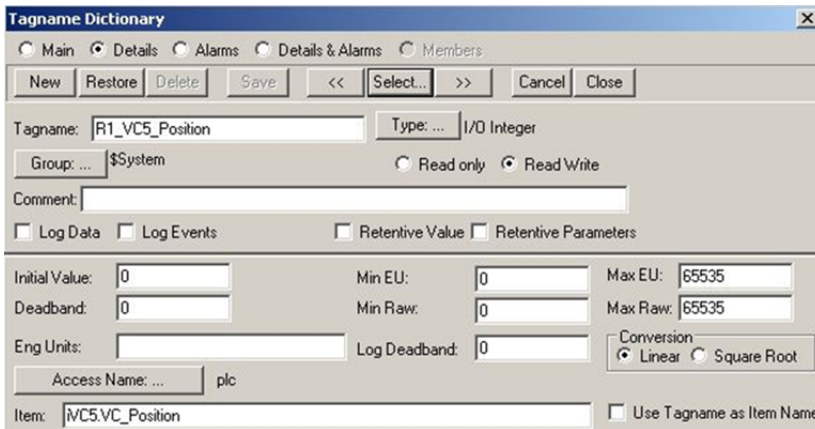 Tagname Dictionary
Main Details Alarms Details & Alarms Members
New Restore Delete Save << Select... >> Cancel Close
Tagname: R1_VC5_Position Type: ... I/O Integer
Group: ... $System Read only Read Write
Comment:
Log Data Log Events Retentive Value Retentive Parameters
Initial Value: 0 Min EU: 0 Max EU: 65535
Deadband: 0 Min Raw: 0 Max Raw: 65535
Eng Units: Log Deadband: 0 Conversion
Linear Square Root
Access Name: ... plc
Item: iVC5.VC_Position Use Tagname as Item Name